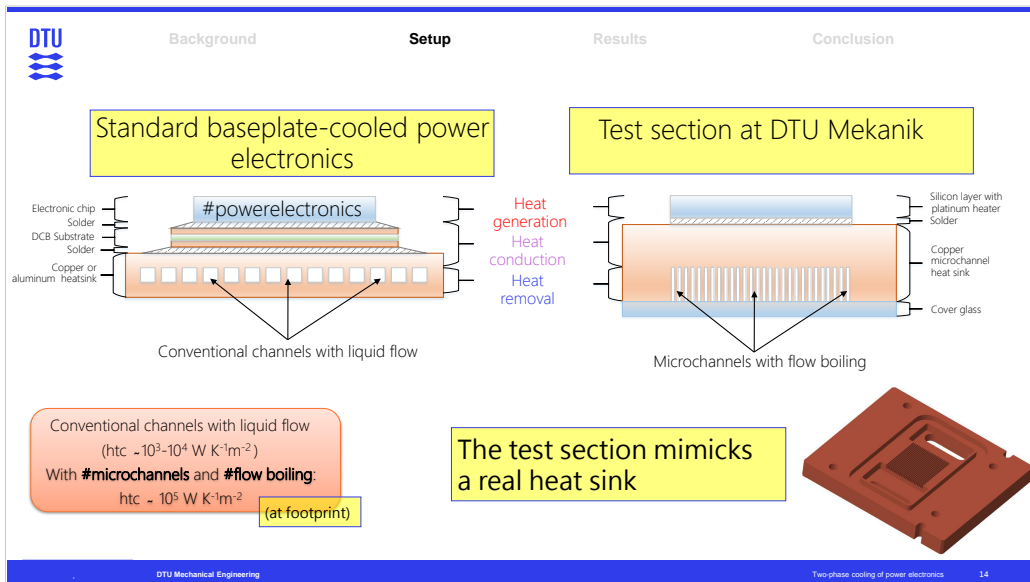 DTU
Background
Setup
Results
Conclusion
Standard baseplate-cooled power
electronics
Test section at DTU Mekanik
Electronic chip
Solder
DCB Substrate
Solder
Copper or
aluminum heatsink
#powerelectronics
Heat
generation
Heat
conduction
Heat
removal
Silicon layer with
platinum heater
Solder
Copper
microchannel
heat sink
Cover glass
Conventional channels with liquid flow
Microchannels with flow boiling
Conventional channels with liquid flow
(htc ~10³-10⁴ W K⁻¹m⁻²)
With #microchannels and #flow boiling:
htc ~ 10⁵ W K⁻¹m⁻²
(at footprint)
The test section mimicks
a real heat sink
DTU Mechanical Engineering
Two-phase cooling of power electronics
14